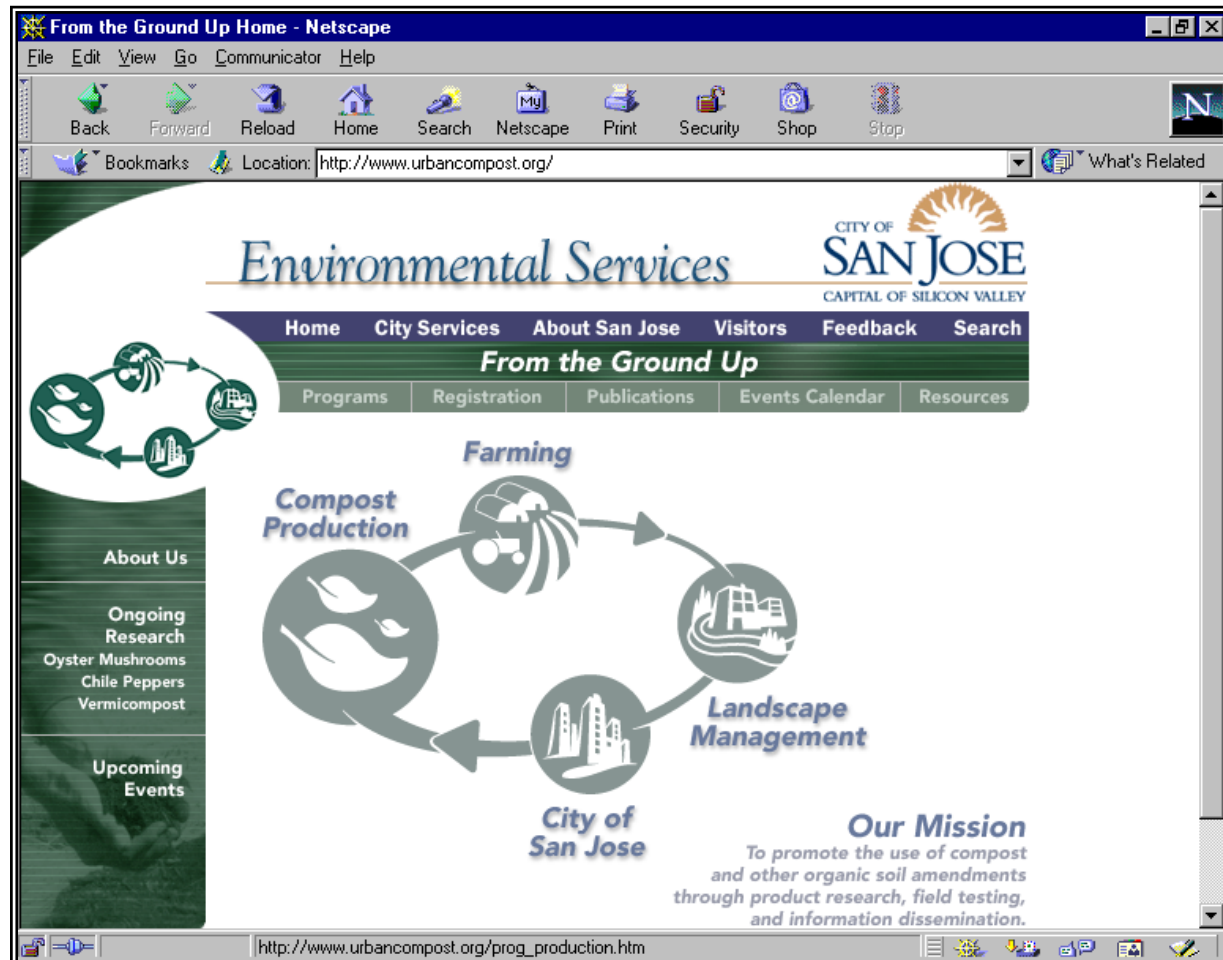 From the Ground Up Home - Netscape
File Edit View Go Communicator Help
My
N
Back Forward Reload Home Search Netscape Print Security Shop Stop
Bookmarks Location: http://www.urbancompost.org/ What's Related
Environmental Services
CITY OF
SAN JOSE
CAPITAL OF SILICON VALLEY
Home City Services About San Jose Visitors Feedback Search
From the Ground Up
Programs Registration Publications Events Calendar Resources
About Us
Ongoing
Research
Oyster Mushrooms
Chile Peppers
Vermicompost
Upcoming
Events
Farming
Compost
Production
Landscape
Management
City of
San Jose
Our Mission
To promote the use of compost
and other organic soil amendments
through product research, field testing,
and information dissemination.
http://www.urbancompost.org/prog_production.htm